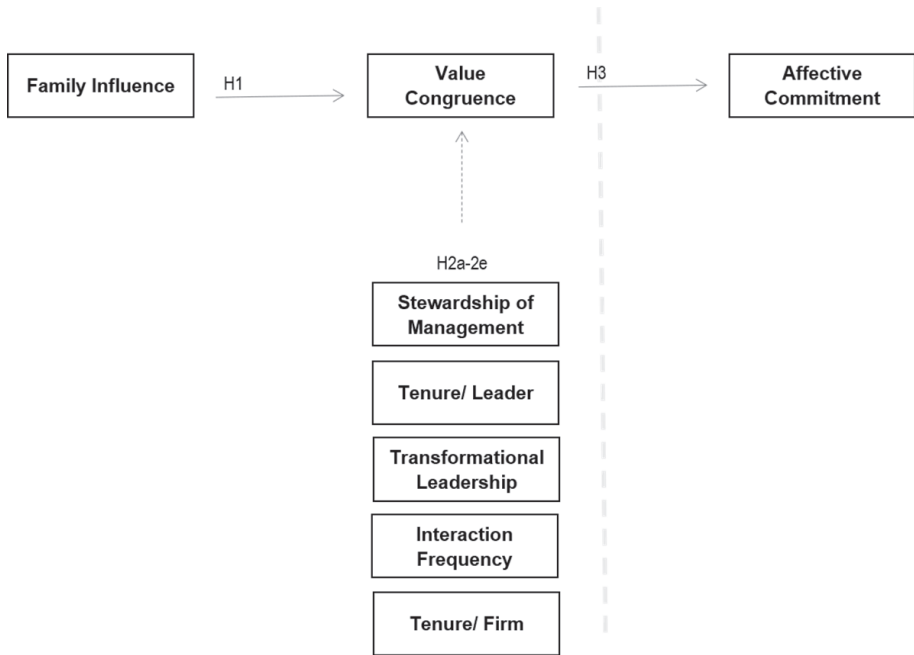 Family Influence
H1
Value
Congruence
H3
Affective
Commitment
H2a-2e
Stewardship of
Management
Tenure/ Leader
Transformational
Leadership
Interaction
Frequency
Tenure/ Firm